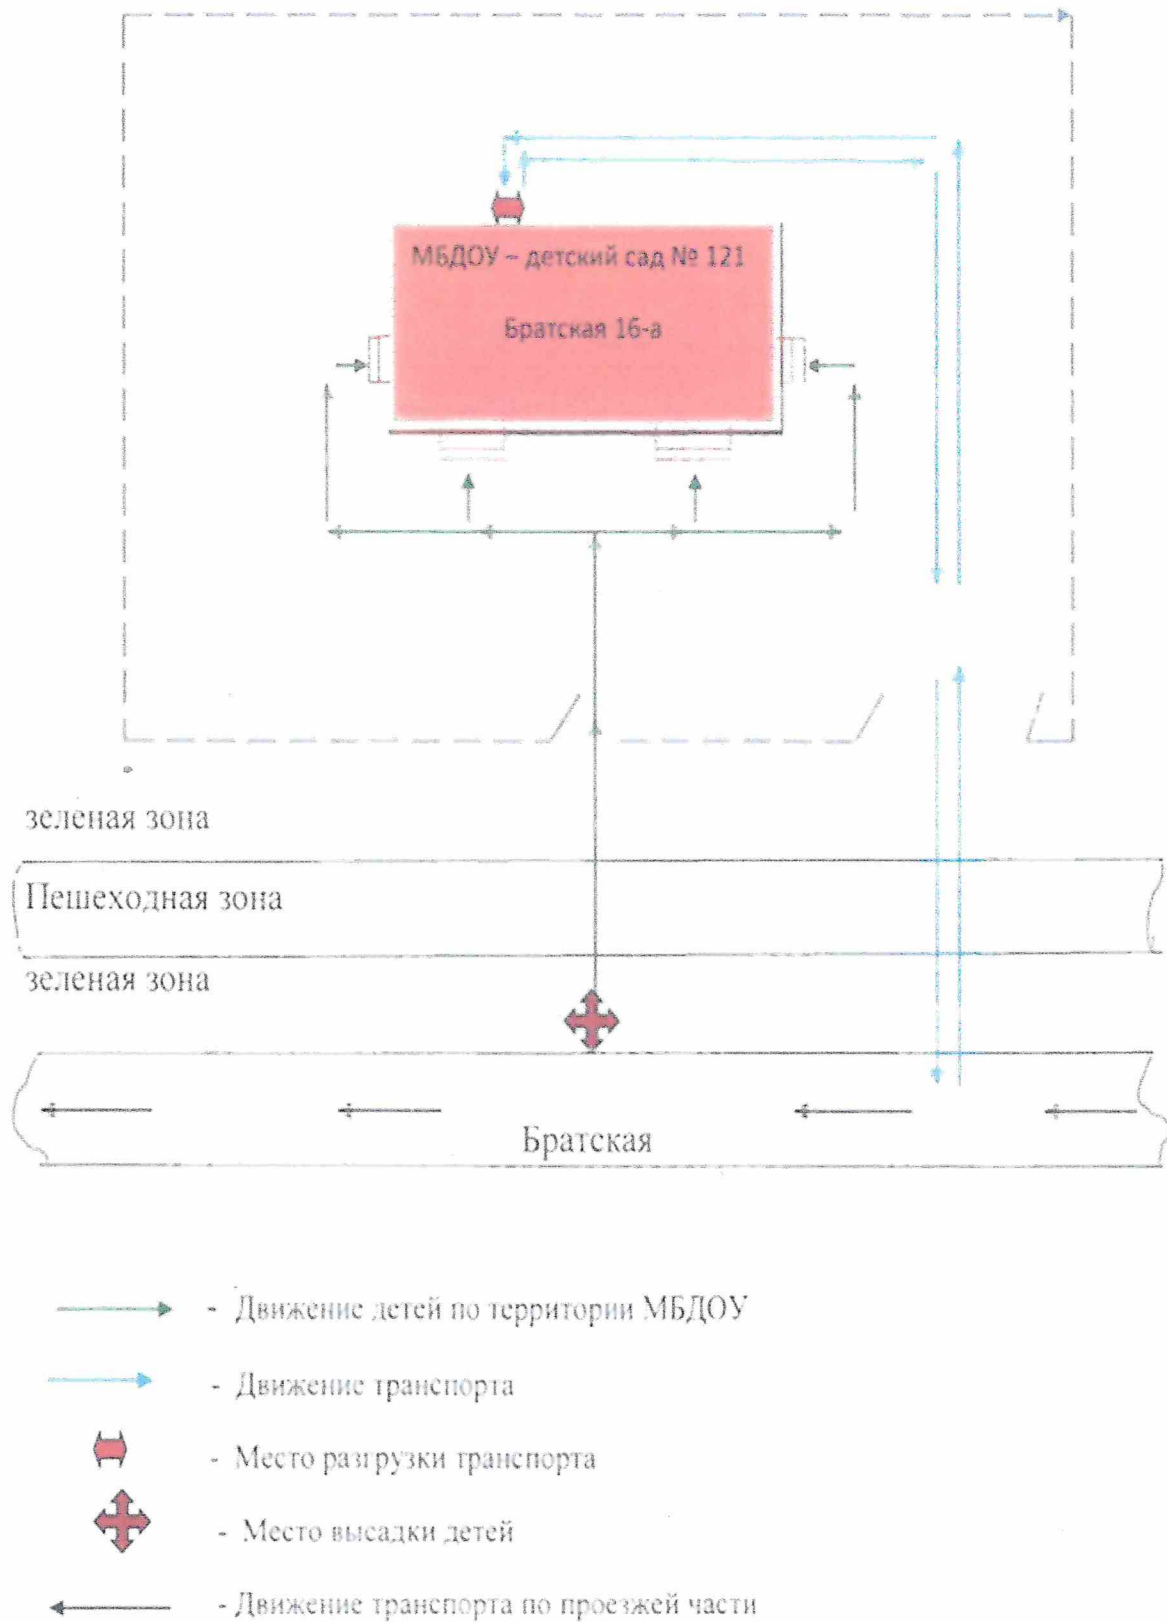 МБДОУ – детский сад № 121
Братская 16-а
зеленая зона
Пешеходная зона
зеленая зона
Братская
- Движение детей по территории МБДОУ
- Движение транспорта
- Место разгрузки транспорта
- Место высадки детей
- Движение транспорта по проезжей части